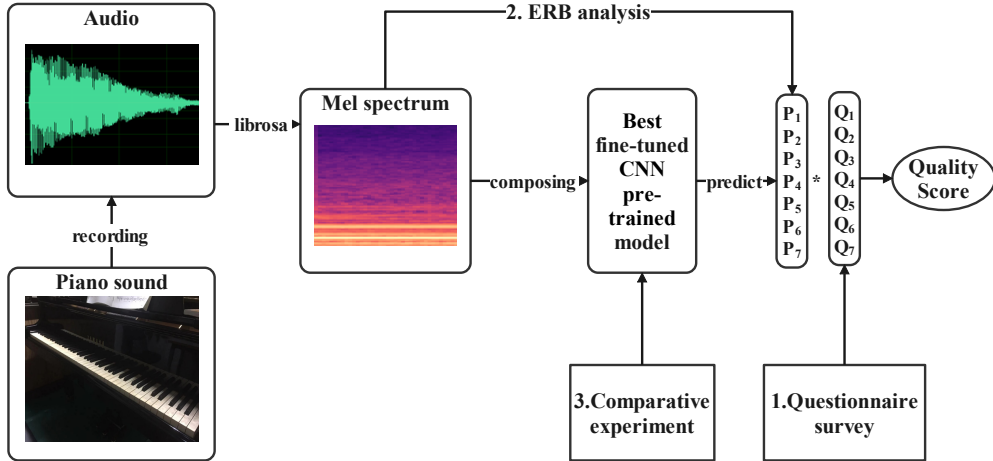 2. ERB analysis
Audio
Mel spectrum
librosa
composing
Best
fine-tuned
CNN
pre-
trained
model
predict
P1
P2
P3
P4
P5
P6
P7
*
Q1
Q2
Q3
Q4
Q5
Q6
Q7
Quality
Score
recording
Piano sound
3.Comparative
experiment
1.Questionnaire
survey